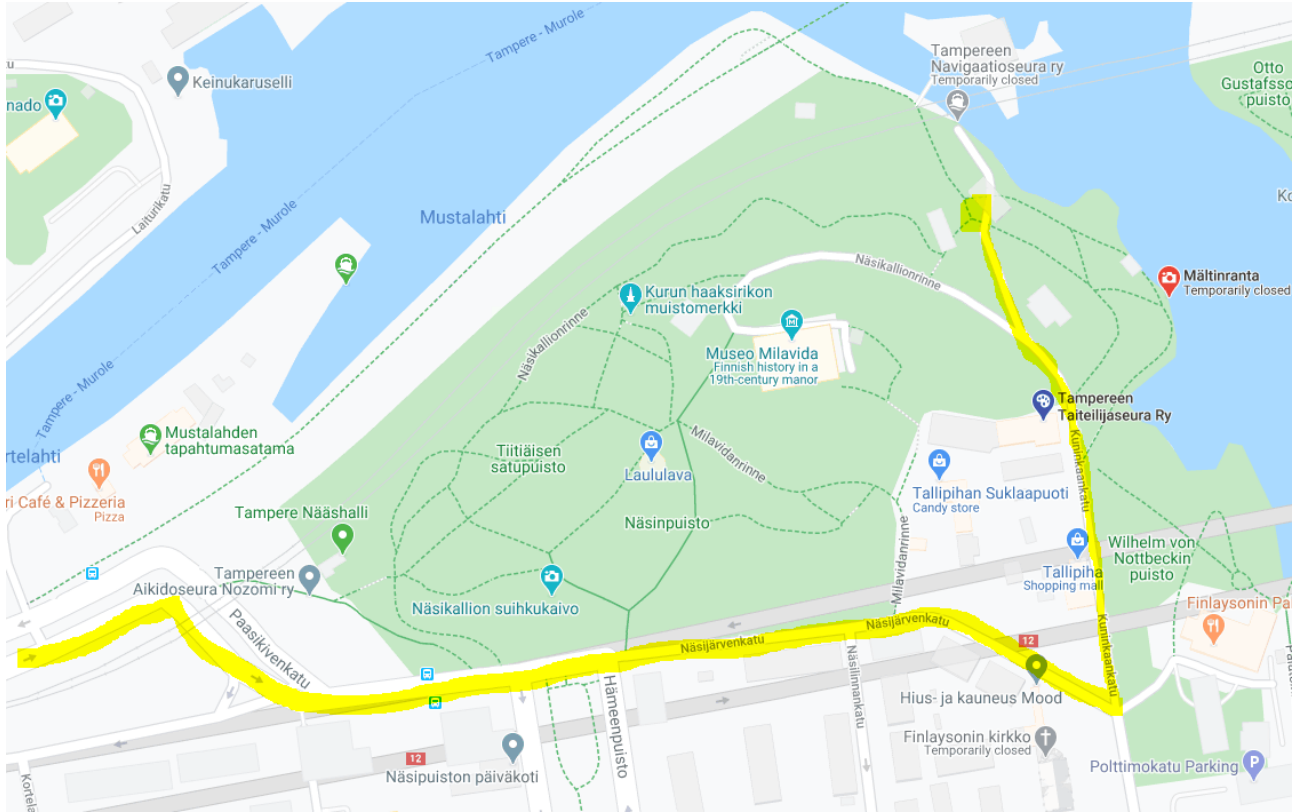 Tampere - Murole
Keinukaruselli
nado
Laiturikatu
Tampere - Murole
Tampereen
Navigaatioseura ry
Temporarily closed
Otto
Gustafsso
puisto
Mustalahti
Näsikallionrinne
Ko
Mältinranta
Temporarily closed
Kurun haaksirikon
muistomerkki
Näsikallionrinne
Museo Milavida
Finnish history in a
19th-century manor
Tampere - Murole
Tampereen
Taiteilijaseura Ry
Mustalahden
tapahtumasatama
ortelahti
Tiitiäisen
satupuisto
Laululava
Milavidanrinne
Kuninkaankatu
ri Café & Pizzeria
Pizza
Tampere Nääshalli
Näsinpuisto
Tallipihan Suklaapuoti
Candy store
Milavidanrinne
Wilhelm von
Nottbeckin
puisto
Tampereen
Aikidoseura Nozomi ry
Näsikallion suihkukaivo
Tallipiha
Shopping mall
Finlaysonin Pa
Paasikivenkatu
Näsijärvenkatu
Näsijärvenkatu
12
Kuninkaankatu
Hämeenpuisto
Näsilinnankatu
Hius- ja kauneus Mood
Finlaysonin kirkko
Temporarily closed
12
Näsipuiston päiväkoti
Polttimokatu Parking
P
Kortela